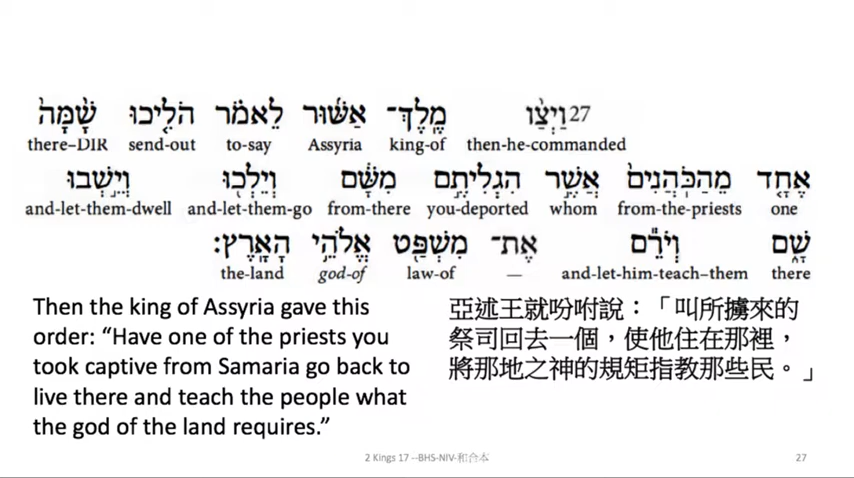 27 וַיְצַ֨ו מֶֽלֶךְ־ אַשּׁ֜וּר לֵאמֹ֗ר הֹלִ֤יכוּ שָׁ֙מָּה֙
there–DIR send-out to-say Assyria king-of then-he-commanded
אֶחָ֤ד מֵהַכֹּֽהֲנִים֙ אֲשֶׁ֣ר הִגְלִיתֶ֣ם מִשָּׁ֔ם וְיֵלְכ֖וּ וְיֵ֣שְׁבוּ
and-let-them-dwell and-let-them-go from-there you-deported whom from-the-priests one
שָׁ֑ם וְיֹרֵ֕ם אֶת־ מִשְׁפַּ֖ט אֱלֹהֵ֥י הָאָֽרֶץ׃
the-land god-of law-of — and-let-him-teach–them there
Then the king of Assyria gave this
order: “Have one of the priests you
took captive from Samaria go back to
live there and teach the people what
the god of the land requires.”
亞述王就吩咐說：「叫所擄來的
祭司回去一個，使他住在那裡，
將那地之神的規矩指教那些民。」
2 Kings 17 --BHS-NIV-和合本
27